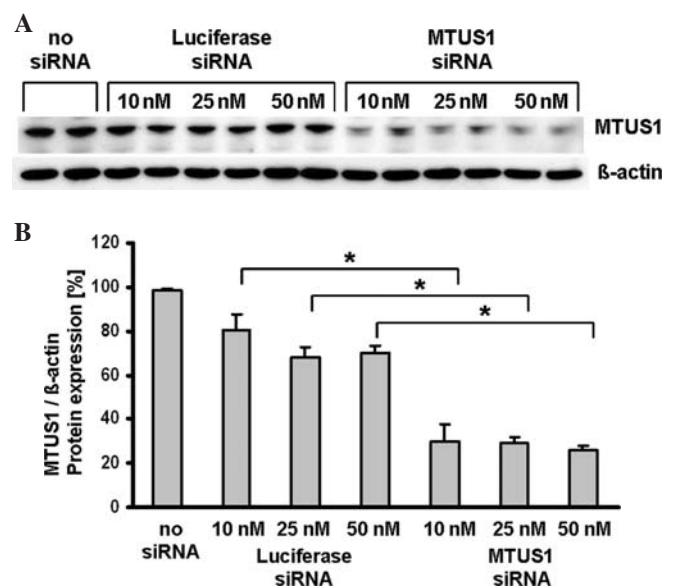 A
no
siRNA
Luciferase
siRNA
MTUS1
siRNA
10 nM 25 nM 50 nM 10 nM 25 nM 50 nM
MTUS1
ß-actin
B
MTUS1 / ß-actin
Protein expression [%]
120
100
80
60
40
20
0
*
*
*
no
siRNA
10 nM 25 nM 50 nM 10 nM 25 nM 50 nM
Luciferase
siRNA
MTUS1
siRNA